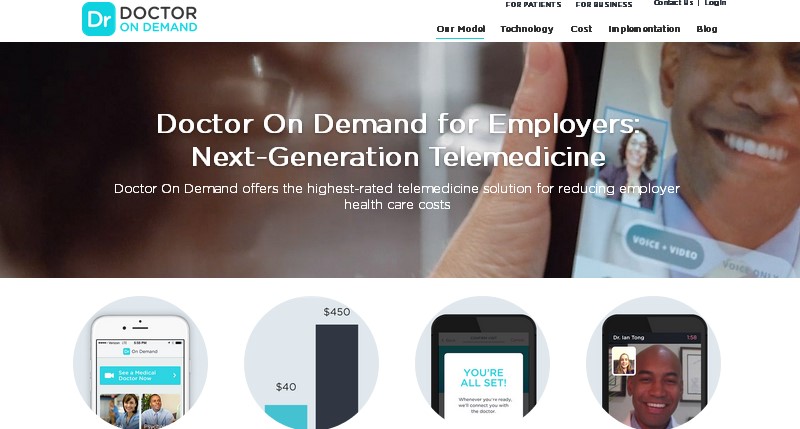 Dr DOCTOR
ON DEMAND
FOR PATIENTS FOR BUSINESS Contact Us | Login
Our Model Technology Cost Implementation Blog
Doctor On Demand for Employers:
Next-Generation Telemedicine
Doctor On Demand offers the highest-rated telemedicine solution for reducing employer
health care costs
VOICE + VIDEO
VOICE ONLY
Dr On Demand
See a Medical
Doctor Now
$450
$40
YOU'RE
ALL SET!
Whenever you're ready,
we'll connect you with
the doctor.
Dr. Ian Tong 1:58